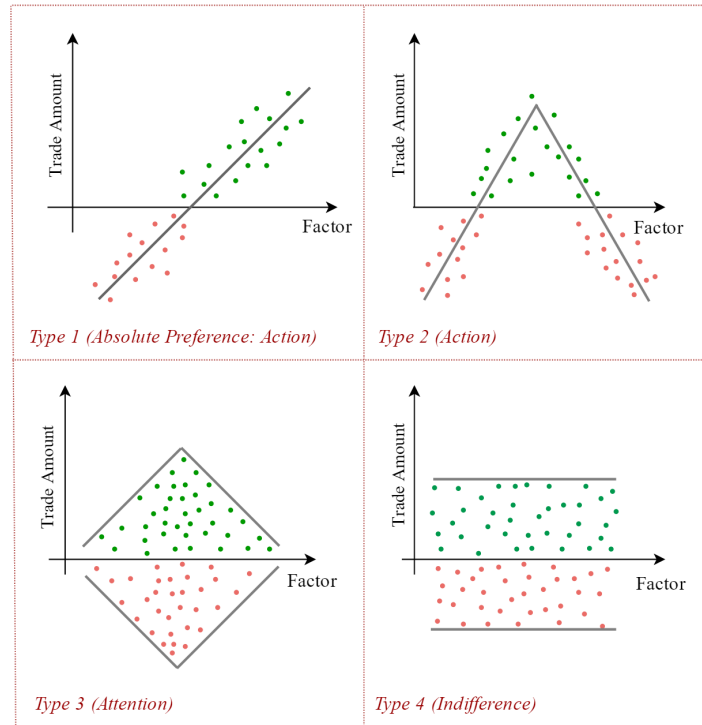 Trade Amount
Factor
Type 1 (Absolute Preference: Action)
Trade Amount
Factor
Type 2 (Action)
Trade Amount
Factor
Type 3 (Attention)
Trade Amount
Factor
Type 4 (Indifference)